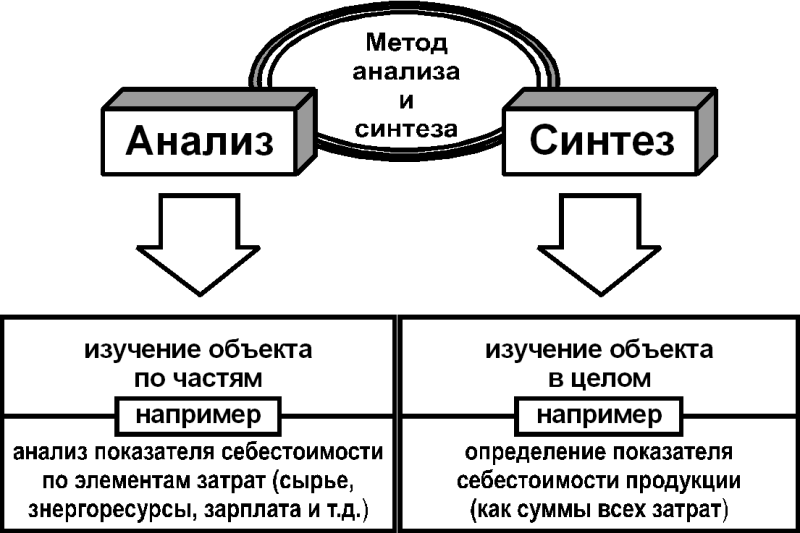 Метод
анализа
и
синтеза
Анализ
Синтез
изучение объекта
по частям
например
анализ показателя себестоимости
по элементам затрат (сырье,
знергоресурсы, зарплата и т.д.)
изучение объекта
в целом
например
определение показателя
себестоимости продукции
(как суммы всех затрат)